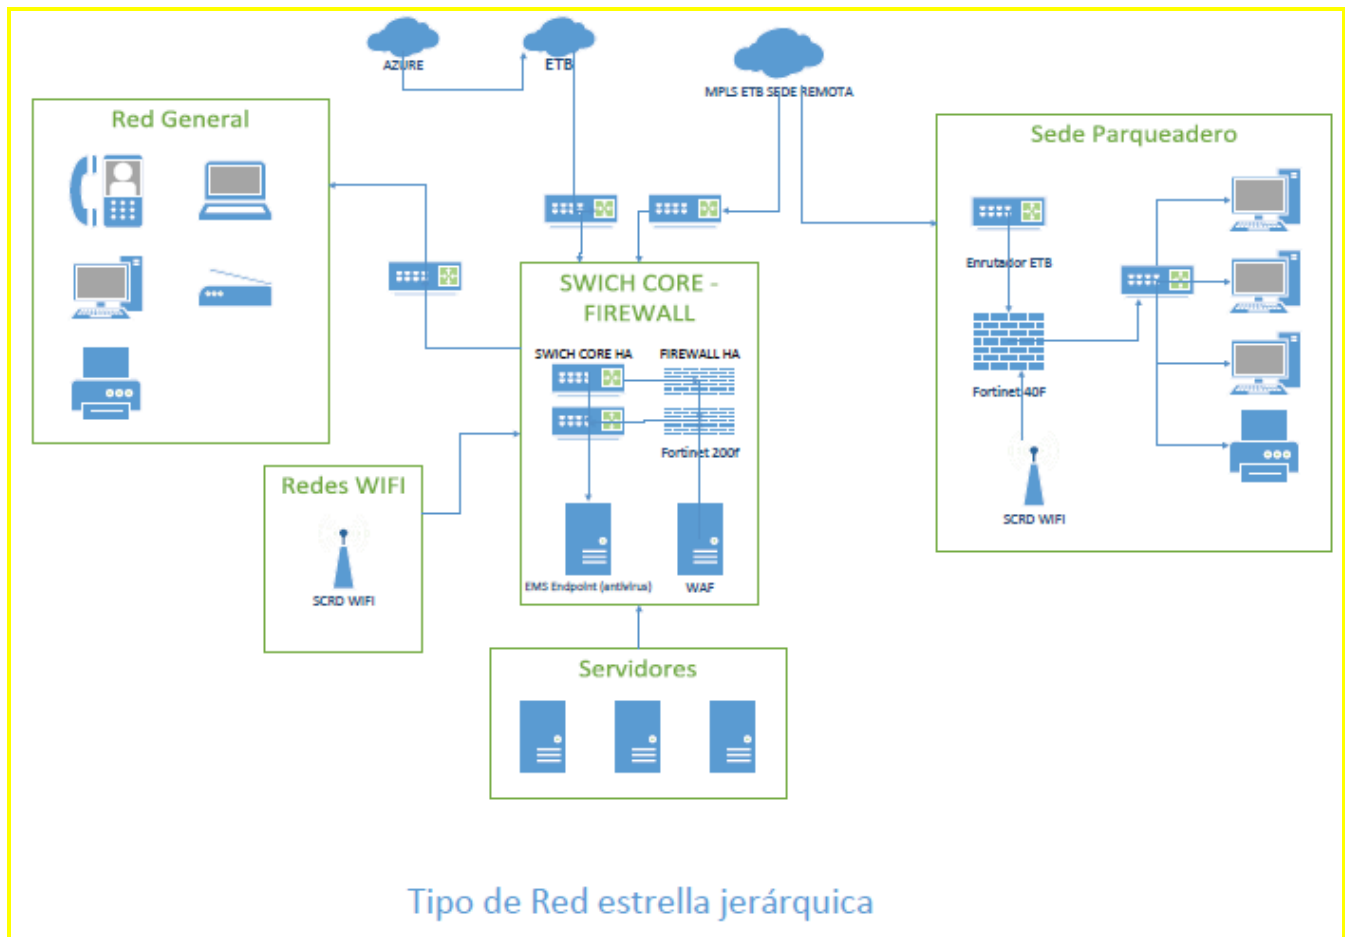 AZURE
ETB
MPLS ETB SEDE REMOTA
Red General
Sede Parqueadero
Enrutador ETB
Fortinet 40F
SCRD WIFI
SWICH CORE -
FIREWALL
SWICH CORE HA
FIREWALL HA
Fortinet 200f
EMS Endpoint (antivirus)
WAF
Redes WIFI
SCRD WIFI
Servidores
Tipo de Red estrella jerárquica